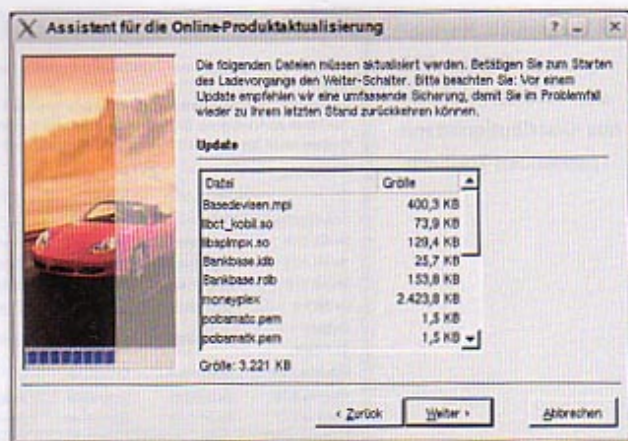 Assistent für die Online-Produktaktualisierung
Die folgenden Dateien müssen aktualisiert werden. Betätigen Sie zum Starten
des Ladevorgangs den Weiter-Schalter. Bitte beachten Sie: Vor einem
Update empfehlen wir eine umfassende Sicherung, damit Sie im Problemfall
wieder zu Ihrem letzten Stand zurückkehren können.
Update
Datei Größe
Basedevisen.mpi 400,3 KB
libct_kobil.so 73,9 KB
libsplmpx.so 129,4 KB
Bankbase.idb 25,7 KB
Bankbase.rdb 153,8 KB
moneyplex 2.423,8 KB
pobamatc.pem 1,5 KB
pobamatk.pem 1,5 KB
Größe: 3.221 KB
‹ Zurück Weiter › Abbrechen